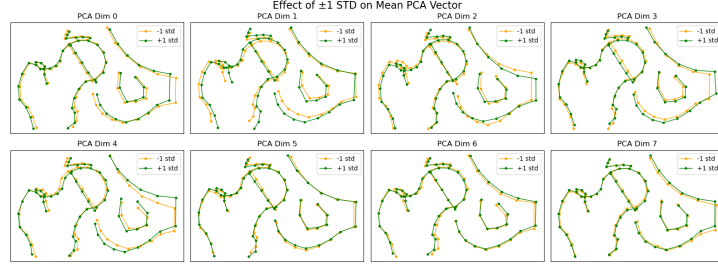 Effect of ±1 STD on Mean PCA Vector
PCA Dim 0
-1 std
+1 std
PCA Dim 1
-1 std
+1 std
PCA Dim 2
-1 std
+1 std
PCA Dim 3
-1 std
+1 std
PCA Dim 4
-1 std
+1 std
PCA Dim 5
-1 std
+1 std
PCA Dim 6
-1 std
+1 std
PCA Dim 7
-1 std
+1 std